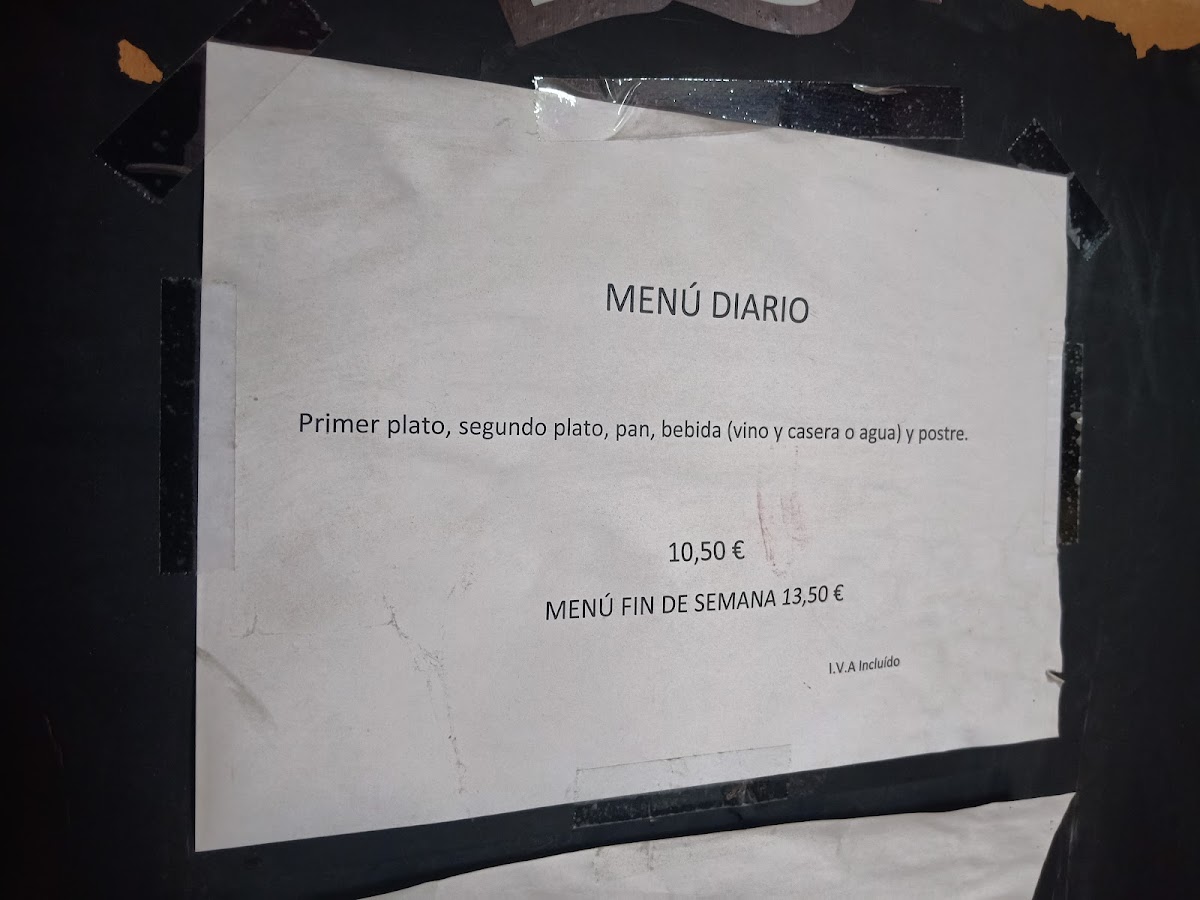 MENÚ DIARIO
Primer plato, segundo plato, pan, bebida (vino y casera o agua) y postre.
10,50 €
MENÚ FIN DE SEMANA 13,50 €
I.V.A Incluído